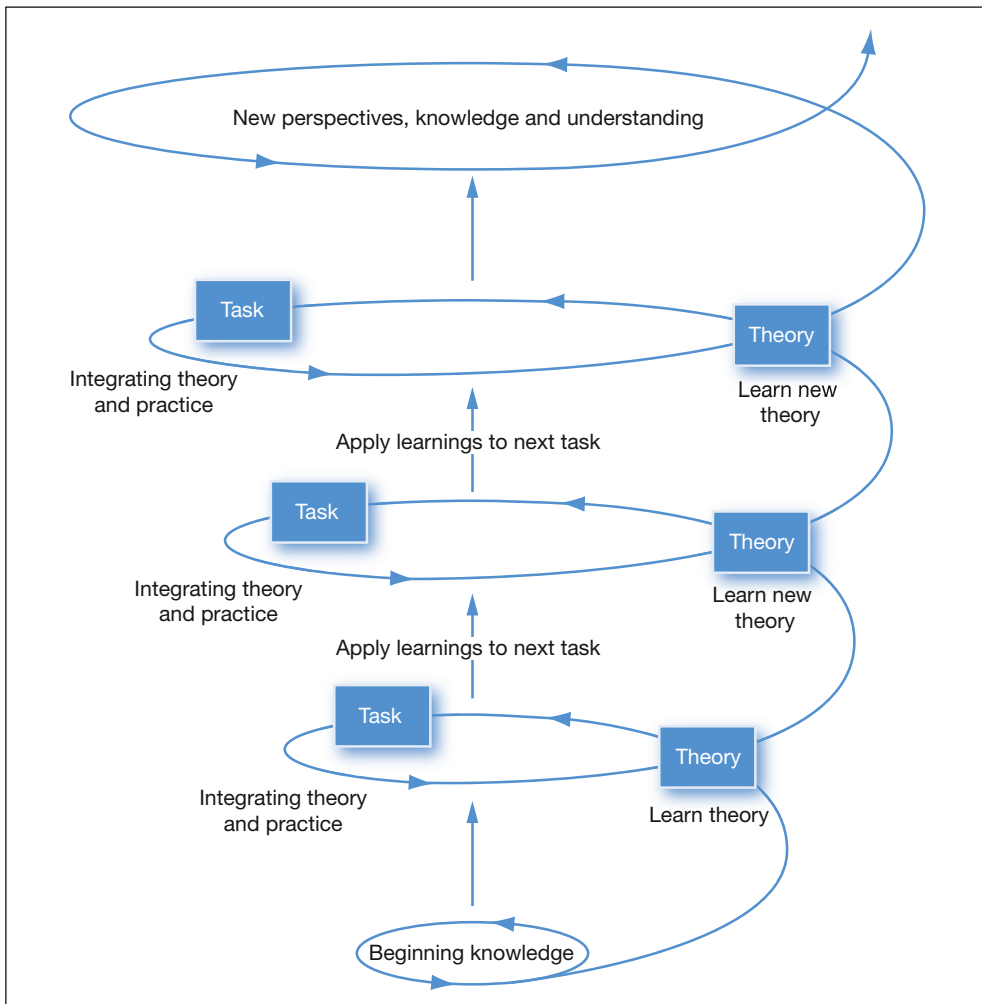 New perspectives, knowledge and understanding
Task
Theory
Integrating theory
and practice
Learn new
theory
Apply learnings to next task
Task
Theory
Integrating theory
and practice
Learn new
theory
Apply learnings to next task
Task
Theory
Integrating theory
and practice
Learn theory
Beginning knowledge